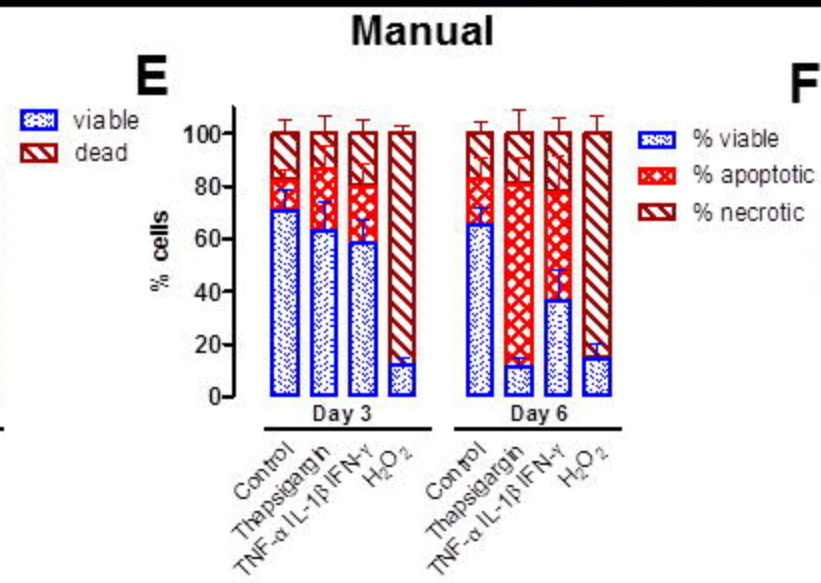 Manual
E
F
viable
dead
% cells
100
80
60
40
20
0
% viable
% apoptotic
% necrotic
Day 3
Day 6
Control
Thapsigargin
TNF-α IL-1β IFN-γ
H₂O₂
Control
Thapsigargin
TNF-α IL-1β IFN-γ
H₂O₂